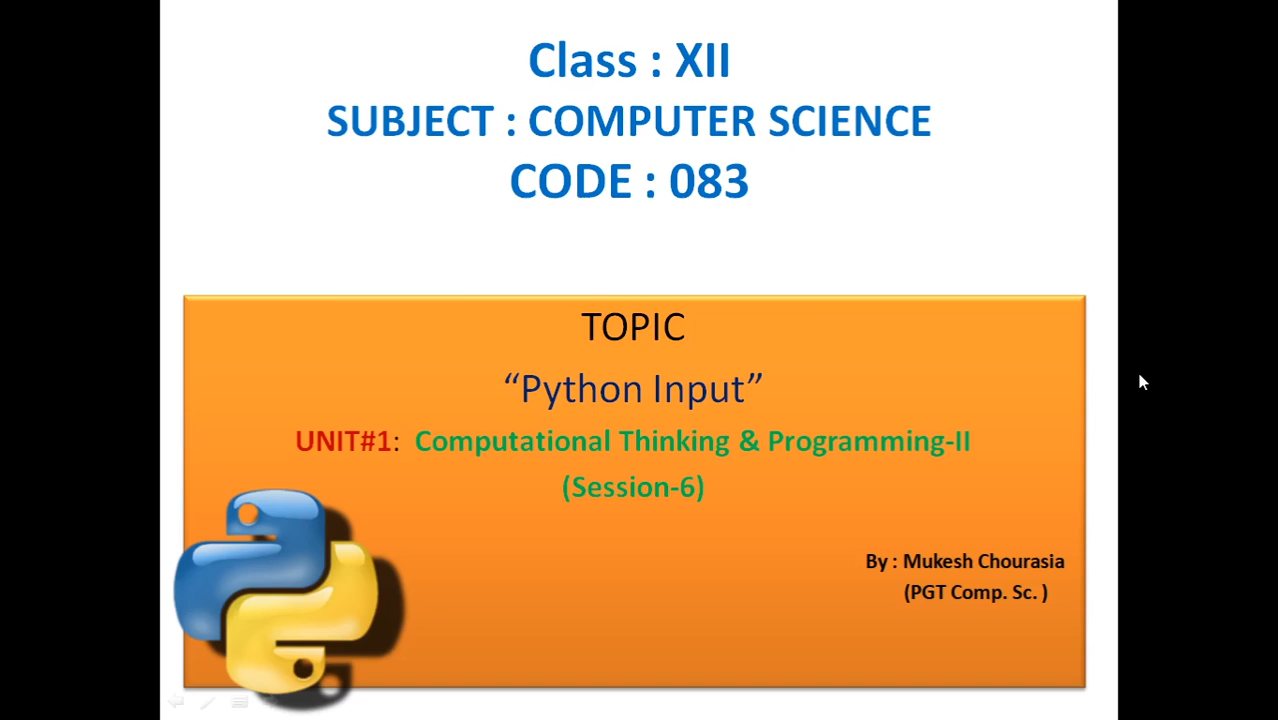 Class : XII
SUBJECT : COMPUTER SCIENCE
CODE : 083
TOPIC
“Python Input”
UNIT#1: Computational Thinking & Programming-II
(Session-6)
By : Mukesh Chourasia
(PGT Comp. Sc. )